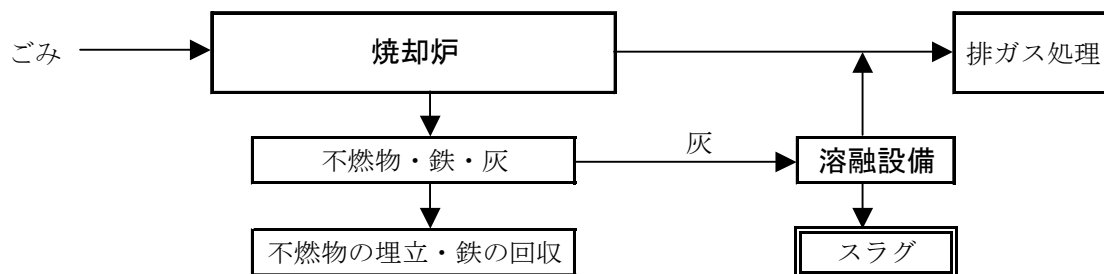 ごみ
焼却炉
排ガス処理
不燃物・鉄・灰
灰
溶融設備
不燃物の埋立・鉄の回収
スラグ